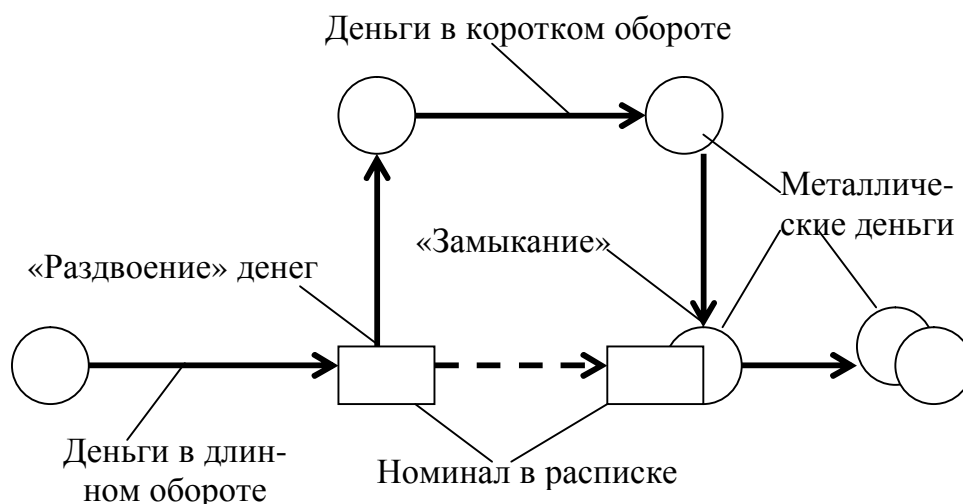 Деньги в коротком обороте
Металличе-
ские деньги
«Замыкание»
«Раздвоение» денег
Деньги в длин-
ном обороте
Номинал в расписке